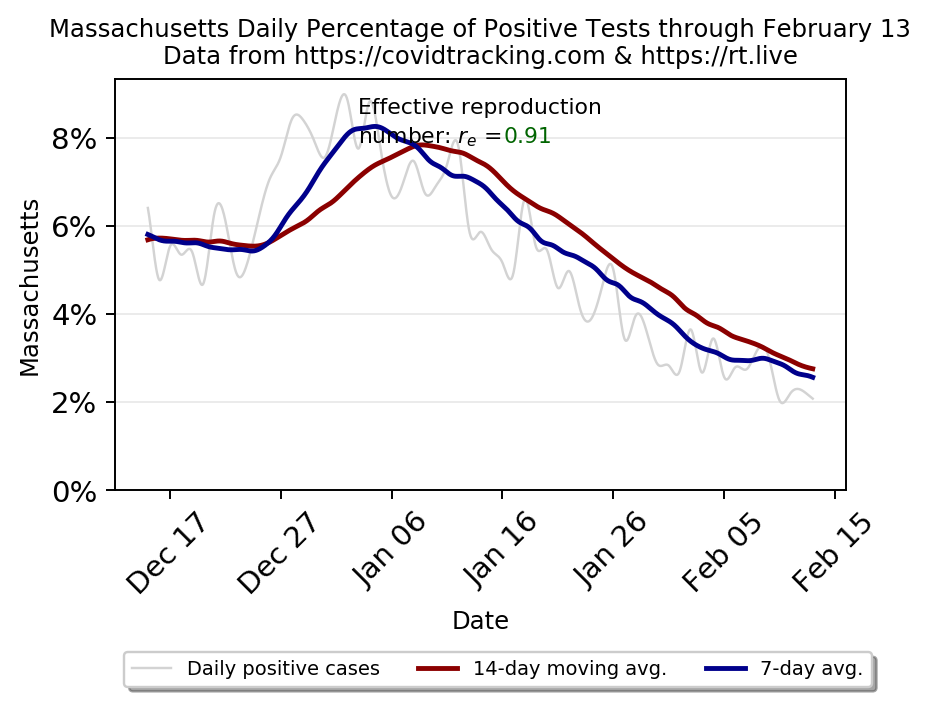 Massachusetts Daily Percentage of Positive Tests through February 13
Data from https://covidtracking.com & https://rt.live
Effective reproduction
number: rₑ =0.91
8%
6%
4%
2%
0%
Massachusetts
Dec 17
Dec 27
Jan 06
Jan 16
Jan 26
Feb 05
Feb 15
Date
Daily positive cases
14-day moving avg.
7-day avg.